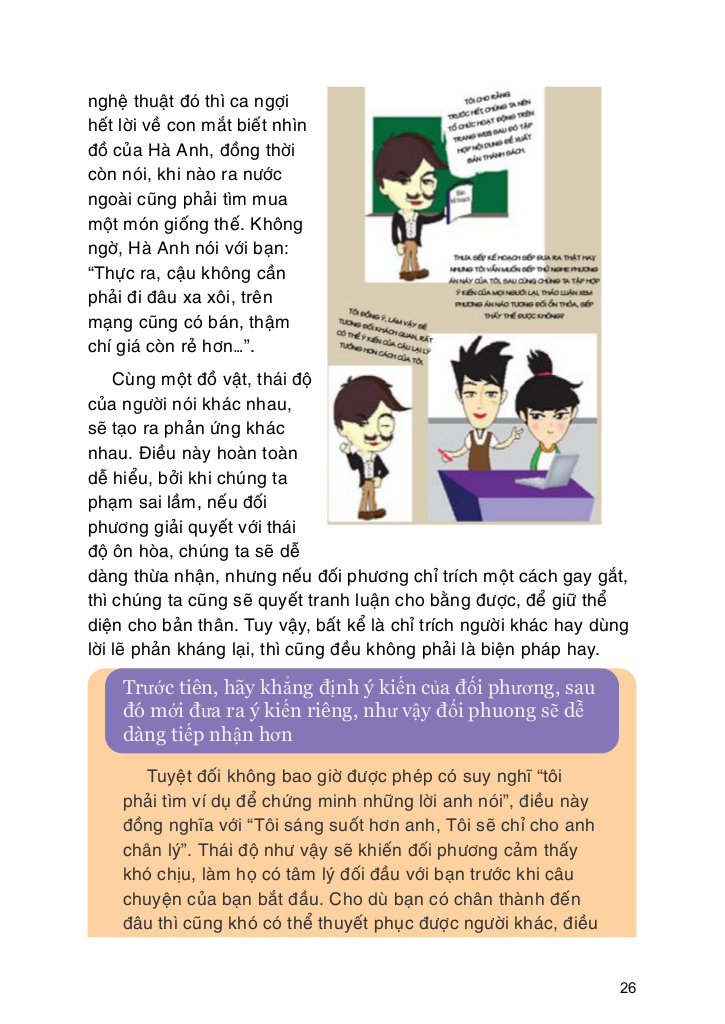 nghệ thuật đó thì ca ngợi
hết lời về con mắt biết nhìn
đồ của Hà Anh, đồng thời
còn nói, khi nào ra nước
ngoài cũng phải tìm mua
một món giống thế. Không
ngờ, Hà Anh nói với bạn:
“Thực ra, cậu không cần
phải đi đâu xa xôi, trên
mạng cũng có bán, thậm
chí giá còn rẻ hơn...”.
Cùng một đồ vật, thái độ
của người nói khác nhau,
sẽ tạo ra phản ứng khác
nhau. Điều này hoàn toàn
dễ hiểu, bởi khi chúng ta
phạm sai lầm, nếu đối
phương giải quyết với thái
độ ôn hòa, chúng ta sẽ dễ
dàng thừa nhận, nhưng nếu đối phương chỉ trích một cách gay gắt,
thì chúng ta cũng sẽ quyết tranh luận cho bằng được, để giữ thể
diện cho bản thân. Tuy vậy, bất kể là chỉ trích người khác hay dùng
lời lẽ phản kháng lại, thì cũng đều không phải là biện pháp hay.
TÔI CHO RẰNG
TRƯỚC HẾT, CHÚNG TA NÊN
TỔ CHỨC HOẠT ĐỘNG TRÊN
TRANG WEB, SAU ĐÓ TẬP
HỢP NỘI DUNG ĐỂ XUẤT
BẢN THÀNH SÁCH.
Bản
kế hoạch
THƯA SẾP KẾ HOẠCH SẾP ĐƯA RA THẬT HAY
NHƯNG TÔI VẪN MUỐN SẾP THỬ NGHE PHƯƠNG
ÁN NÀY CỦA TÔI, SAU CÙNG CHÚNG TA TẬP HỢP
Ý KIẾN CỦA MỌI NGƯỜI LẠI, THẢO LUẬN XEM
PHƯƠNG ÁN NÀO TƯƠNG ĐỐI ỔN THỎA, SẾP
THẤY THẾ ĐƯỢC KHÔNG?
TÔI ĐỒNG Ý, LÀM VẬY SẼ
TƯƠNG ĐỐI KHÁCH QUAN, RẤT
CÓ THỂ Ý KIẾN CỦA CẬU LẠI LÝ
TƯỞNG HƠN CÁCH CỦA TÔI.
Trước tiên, hãy khẳng định ý kiến của đối phương, sau
đó mới đưa ra ý kiến riêng, như vậy đối phuong sẽ dễ
dàng tiếp nhận hơn
Tuyệt đối không bao giờ được phép có suy nghĩ “tôi
phải tìm ví dụ để chứng minh những lời anh nói”, điều này
đồng nghĩa với “Tôi sáng suốt hơn anh, Tôi sẽ chỉ cho anh
chân lý”. Thái độ như vậy sẽ khiến đối phương cảm thấy
khó chịu, làm họ có tâm lý đối đầu với bạn trước khi câu
chuyện của bạn bắt đầu. Cho dù bạn có chân thành đến
đâu thì cũng khó có thể thuyết phục được người khác, điều
26